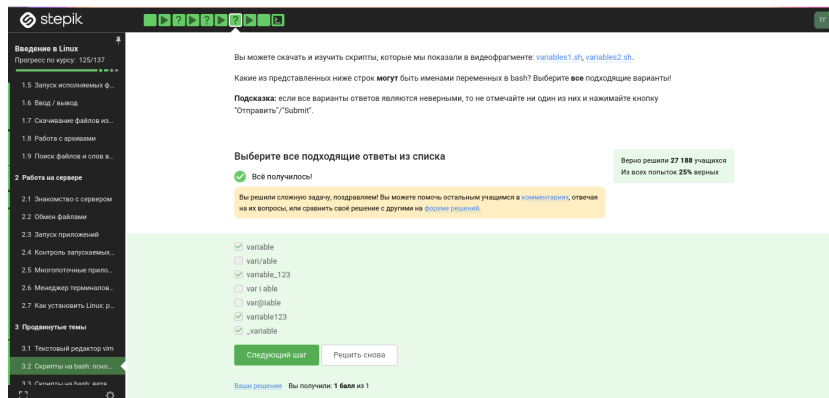 stepik
ТГ
Введение в Linux
Прогресс по курсу: 125/137
1.5 Запуск исполняемых ф...
1.6 Ввод / вывод
1.7 Скачивание файлов из...
1.8 Работа с архивами
1.9 Поиск файлов и слов в...
2 Работа на сервере
2.1 Знакомство с сервером
2.2 Обмен файлами
2.3 Запуск приложений
2.4 Контроль запускаемых...
2.5 Многопоточные прило...
2.6 Менеджер терминалов...
2.7 Как установить Linux: р...
3 Продвинутые темы
3.1 Текстовый редактор vim
3.2 Скрипты на bash: осно...
3.3 Скрипты на bash: ветв...
Вы можете скачать и изучить скрипты, которые мы показали в видеофрагменте: variables1.sh, variables2.sh.
Какие из представленных ниже строк могут быть именами переменных в bash? Выберите все подходящие варианты!
Подсказка: если все варианты ответов являются неверными, то не отмечайте ни один из них и нажимайте кнопку
"Отправить"/"Submit".
Выберите все подходящие ответы из списка
Всё получилось!
Верно решили 27 188 учащихся
Из всех попыток 25% верных
Вы решили сложную задачу, поздравляем! Вы можете помочь остальным учащимся в комментариях, отвечая
на их вопросы, или сравнить своё решение с другими на форуме решений.
variable
vari/able
variable_123
var i able
var@iable
variable123
_variable
Следующий шаг
Решить снова
Ваши решения Вы получили: 1 балл из 1